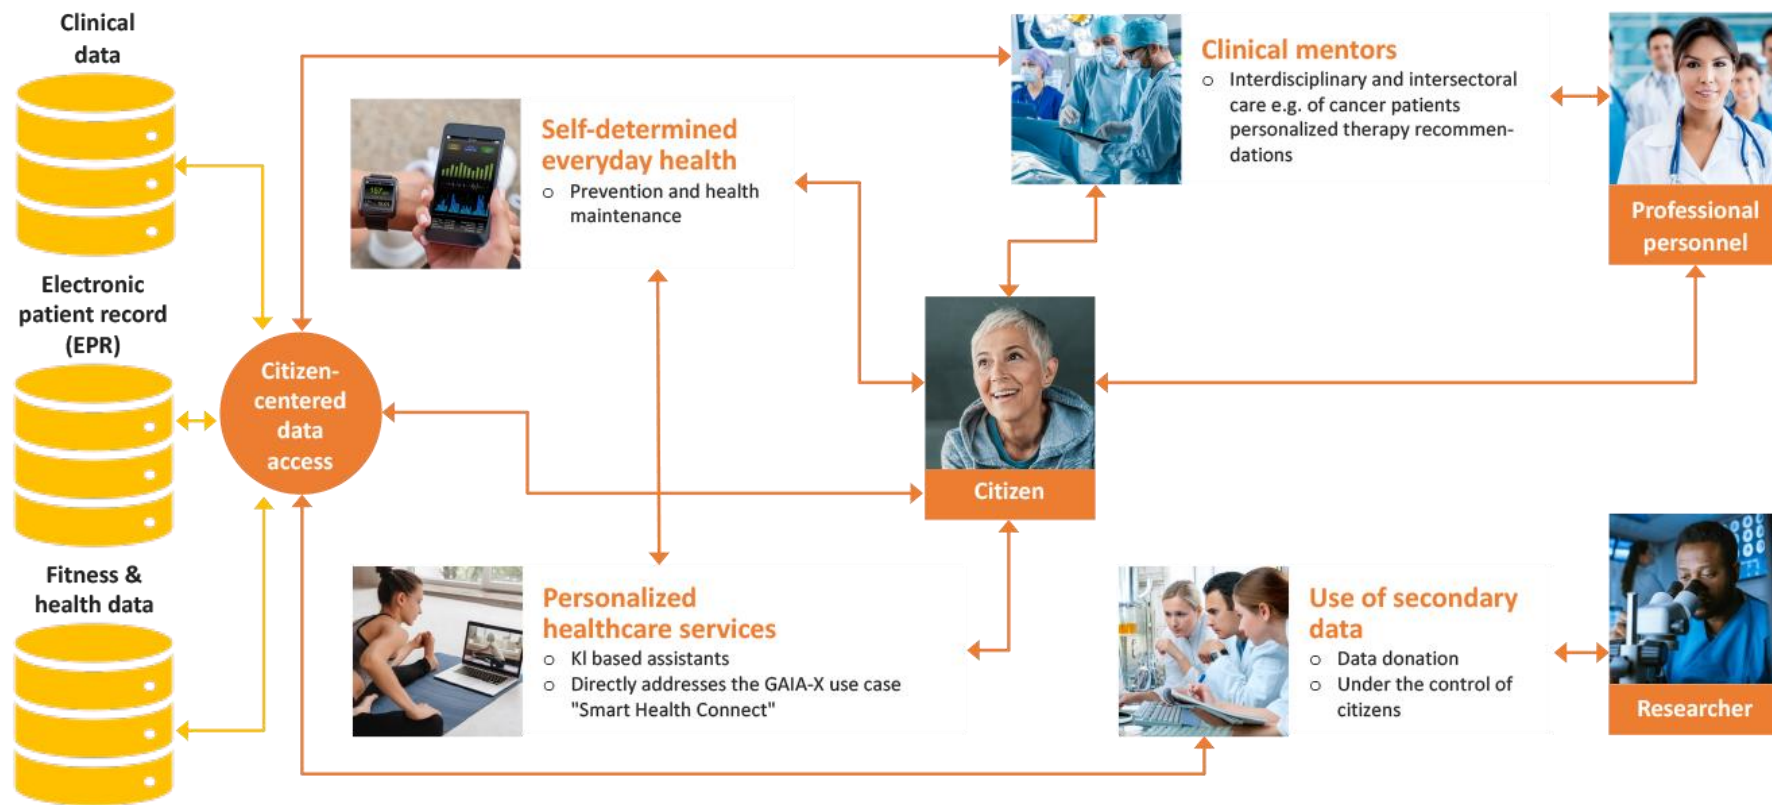 Clinical
data
Electronic
patient record
(EPR)
Fitness &
health data
Citizen-
centered
data
access
Self-determined
everyday health
o Prevention and health
maintenance
Personalized
healthcare services
o KI based assistants
o Directly addresses the GAIA-X use case
"Smart Health Connect"
Clinical mentors
o Interdisciplinary and intersectoral
care e.g. of cancer patients
personalized therapy recommen-
dations
Citizen
Use of secondary
data
o Data donation
o Under the control of
citizens
Professional
personnel
Researcher